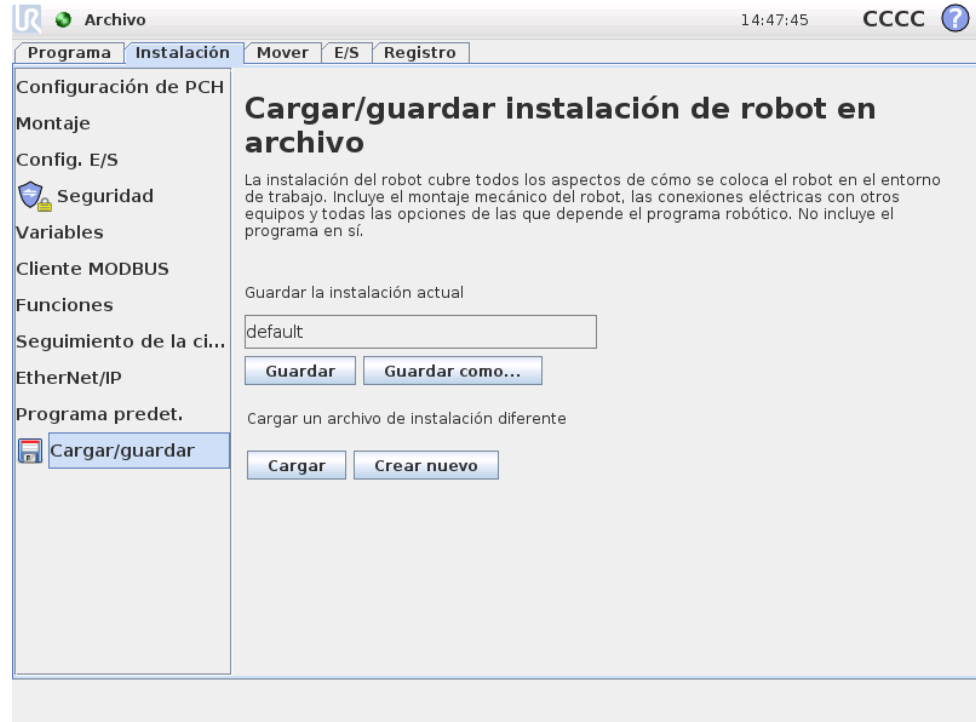 UR Archivo 14:47:45 CCCC ?
Programa Instalación Mover E/S Registro
Configuración de PCH
Montaje
Config. E/S
Seguridad
Variables
Cliente MODBUS
Funciones
Seguimiento de la ci...
EtherNet/IP
Programa predet.
Cargar/guardar
Cargar/guardar instalación de robot en
archivo
La instalación del robot cubre todos los aspectos de cómo se coloca el robot en el entorno
de trabajo. Incluye el montaje mecánico del robot, las conexiones eléctricas con otros
equipos y todas las opciones de las que depende el programa robótico. No incluye el
programa en sí.
Guardar la instalación actual
default
Guardar Guardar como...
Cargar un archivo de instalación diferente
Cargar Crear nuevo